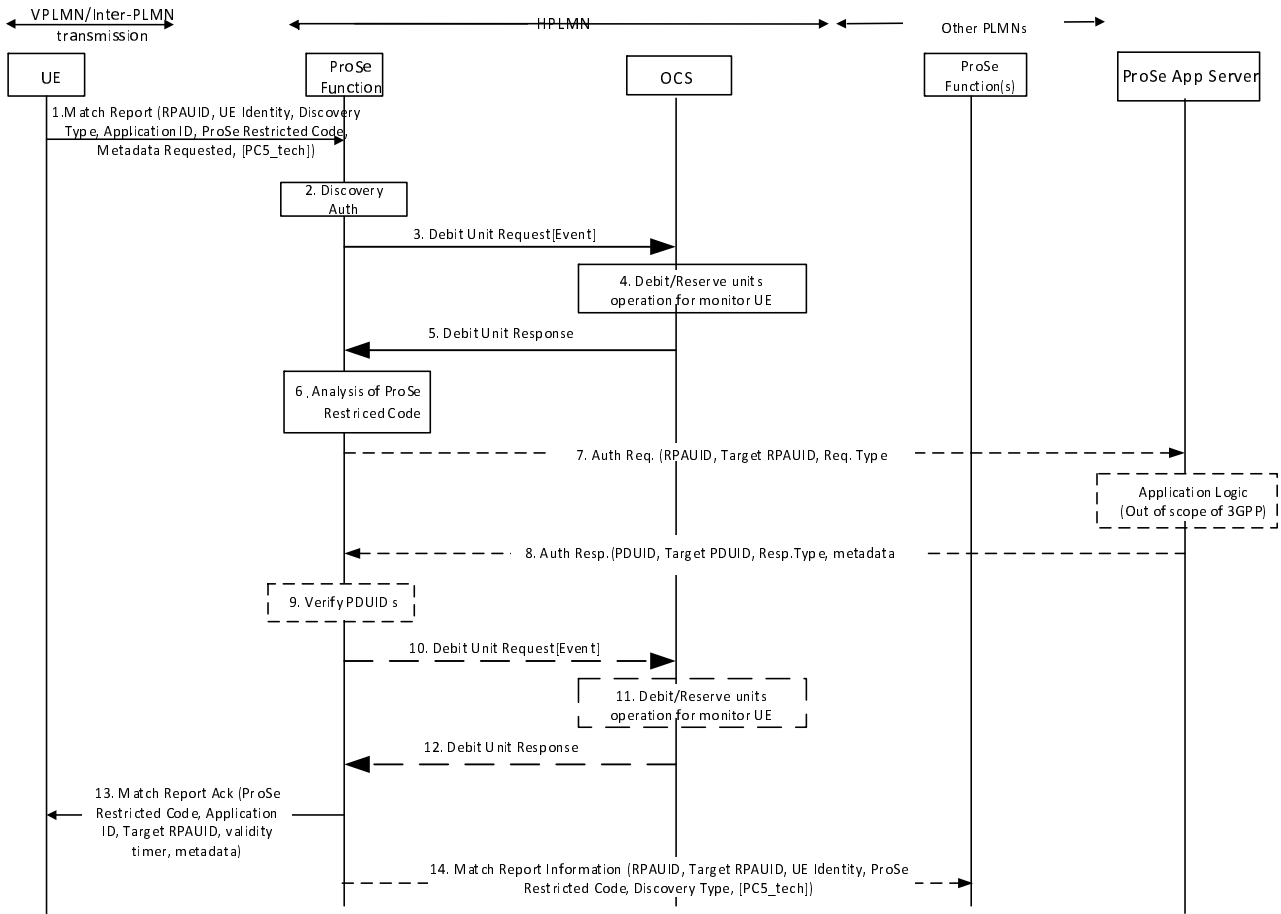 VPLMN/Inter-PLMN
transmission
HPLMN
Other PLMNs
UE
ProSe
Function
OCS
ProSe
Function(s)
ProSe App Server
1.Match Report (RPAUID, UE Identity, Discovery
Type, Application ID, ProSe Restricted Code,
Metadata Requested, [PC5_tech])
2. Discovery
Auth
3. Debit Unit Request[Event]
4. Debit/Reserve units
operation for monitor UE
5. Debit Unit Response
6. Analysis of ProSe
Restriced Code
7. Auth Req. (RPAUID, Target RPAUID, Req. Type
Application Logic
(Out of scope of 3GPP)
8. Auth Resp.(PDUID, Target PDUID, Resp.Type, metadata
9. Verify PDUIDs
10. Debit Unit Request[Event]
11. Debit/Reserve units
operation for monitor UE
12. Debit Unit Response
13. Match Report Ack (ProSe
Restricted Code, Application
ID, Target RPAUID, validity
timer, metadata)
14. Match Report Information (RPAUID, Target RPAUID, UE Identity, ProSe
Restricted Code, Discovery Type, [PC5_tech])